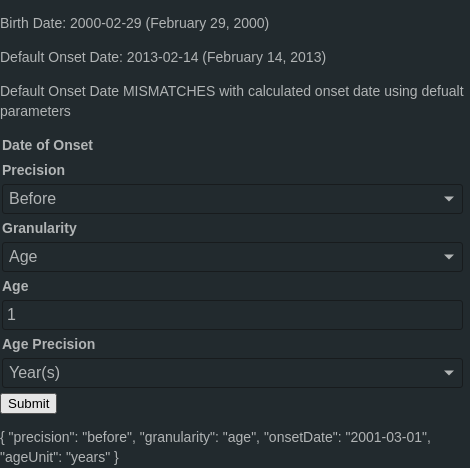 Birth Date: 2000-02-29 (February 29, 2000)
Default Onset Date: 2013-02-14 (February 14, 2013)
Default Onset Date MISMATCHES with calculated onset date using defualt
parameters
Date of Onset
Precision
Before
Granularity
Age
Age
1
Age Precision
Year(s)
Submit
{ "precision": "before", "granularity": "age", "onsetDate": "2001-03-01",
"ageUnit": "years" }